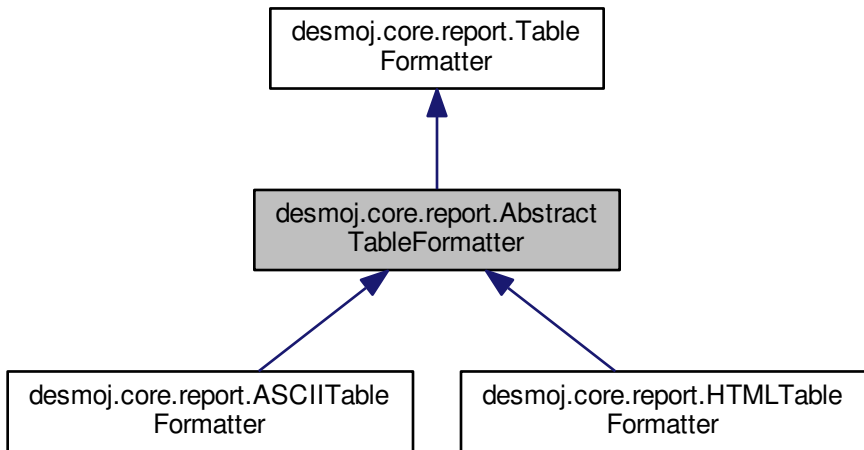 desmoj.core.report.Table
Formatter
desmoj.core.report.Abstract
TableFormatter
desmoj.core.report.ASCIITable
Formatter
desmoj.core.report.HTMLTable
Formatter